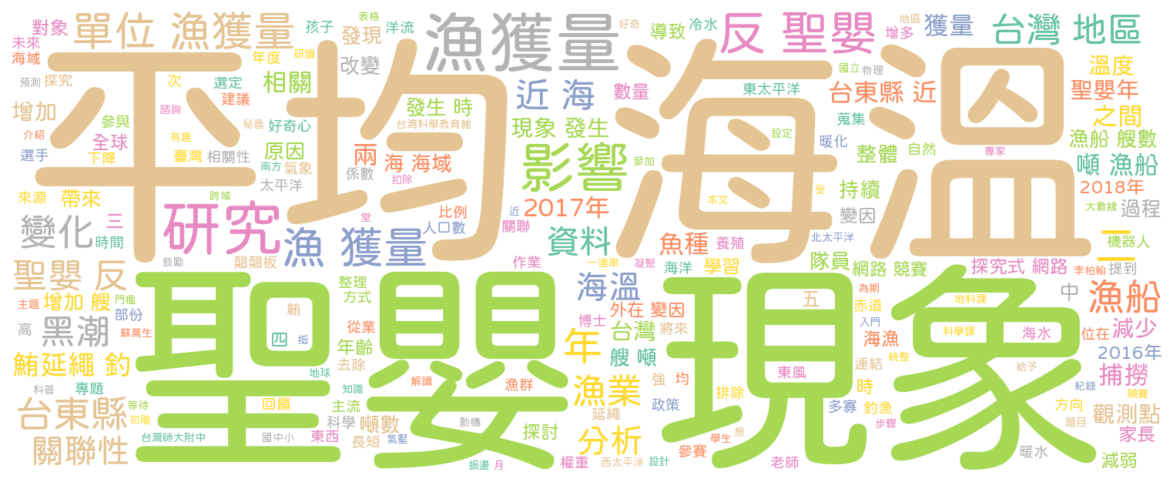 對象
單位 漁獲量
孩子
表格
洋流
漁獲量
好奇
冷水
反 聖嬰
地區
增多
獲量
台灣 地區
未來
海域
發現
導致
年度
研讀
改變
國立
物理
溫度
預測
探究
次
選定
相關
近 海
數量
東太平洋
台東縣 近
聖嬰年
增加
參與
諮詢
建議
好奇心
秘魯
發生 時
台灣科學教育館
現象 發生
設定
蒐集
之間
介紹
全球
有趣
臺灣
原因
暖化
自然
漁船 艘數
選手
下降
相關性
南方
氣象
兩
海 海域
影響
參加
專家
整體
噸 漁船
太平洋
係數
扣除
來源
帶來
跨域
研究
堂
比例
人口數
近
關聯
2017年
本文
受
持續
變因
大數據
2018年
過程
平均海溫
變化
三
時間
漁 獲量
資料
魚種
養殖
北太平洋
二
機器人
鼓勵
翹翹板
作業
一連串
凝聚
海洋
學習
隊員
網路 競賽
探究式 網路
李柏翰
提到
聖嬰 反
整理
方式
海溫
外在 變因
為期
赤道
地科課
中
漁船
主題
增加 艘
門檻
部份
鮪
五
高
黑潮
蘇萬生
四
指
從業
年齡
去除
博士
將來
年
台灣
艘 噸
入門
海漁
科學課
海水
位在
減少
2016年
鮪延繩 釣
地球
知識
解讀
漁群
強
均
東風
連結
統整
給予
捕撈
科普
專題
等待
初階
回饋
主流
漁業
延繩
政策
排除
時
多寡
釣漁
紀錄
步驟
方向
競賽
題目
觀測點
台東縣
台灣師大附中
國中小
東西
科學
噸數
長短
氣壓
動機
探討
分析
學生
想
參賽
家長
關聯性
振盪
月
權重
西太平洋
設計
老師
暖水
減弱
聖嬰現象